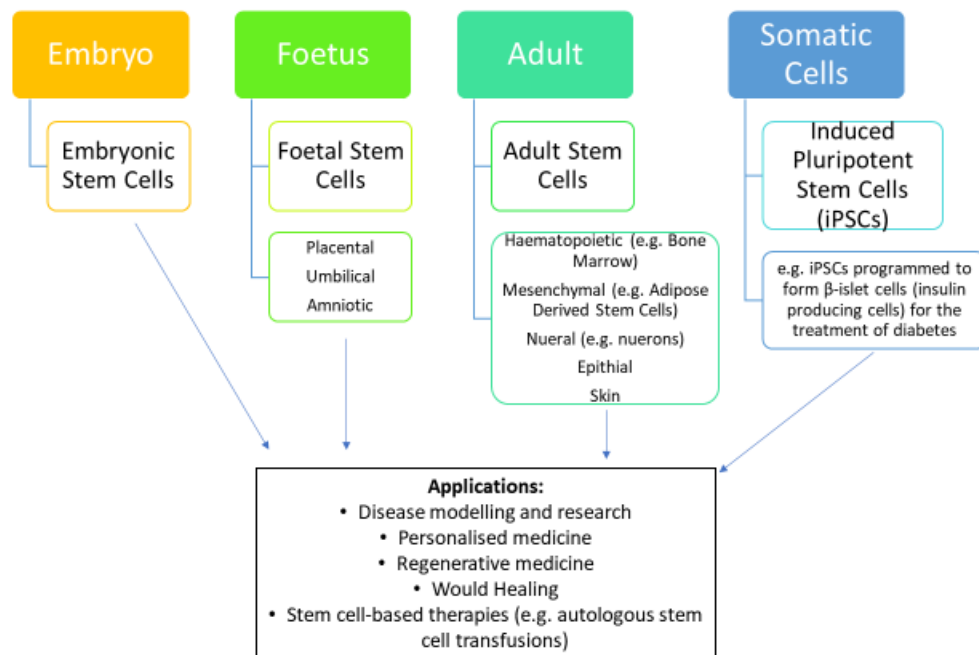 Embryo
Embryonic
Stem Cells
Foetus
Foetal Stem
Cells
Placental
Umbilical
Amniotic
Adult
Adult Stem
Cells
Haematopoietic (e.g. Bone
Marrow)
Mesenchymal (e.g. Adipose
Derived Stem Cells)
Nueral (e.g. nuerons)
Epithial
Skin
Somatic
Cells
Induced
Pluripotent
Stem Cells
(iPSCs)
e.g. iPSCs programmed to
form β-islet cells (insulin
producing cells) for the
treatment of diabetes
Applications:
• Disease modelling and research
• Personalised medicine
• Regenerative medicine
• Would Healing
• Stem cell-based therapies (e.g. autologous stem
cell transfusions)